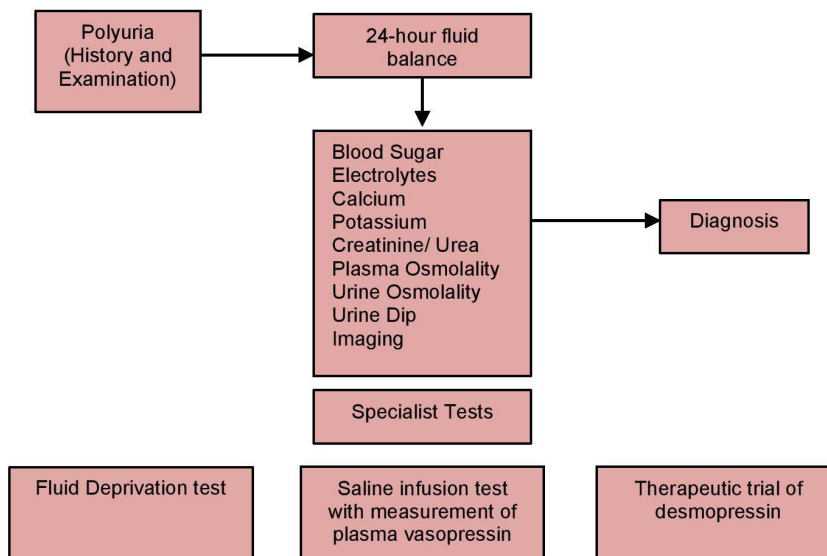 Polyuria
(History and
Examination)
24-hour fluid
balance
Blood Sugar
Electrolytes
Calcium
Potassium
Creatinine/ Urea
Plasma Osmolality
Urine Osmolality
Urine Dip
Imaging
Diagnosis
Specialist Tests
Fluid Deprivation test
Saline infusion test
with measurement of
plasma vasopressin
Therapeutic trial of
desmopressin